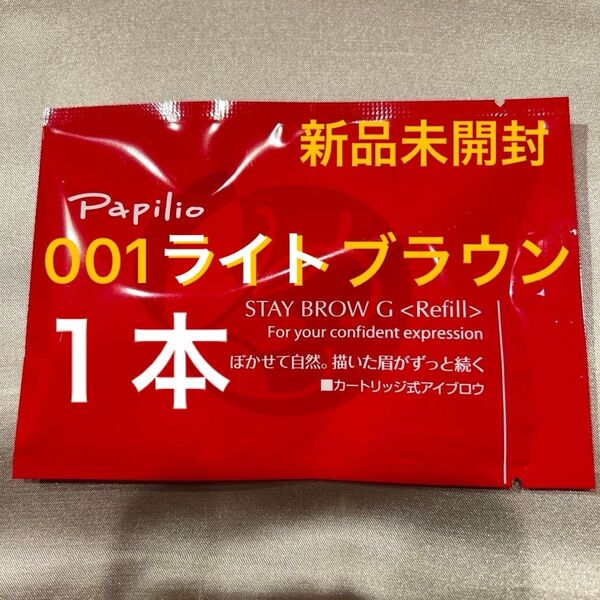 新品未開封
Papilio
001ライトブラウン
STAY BROW G <Refill>
For your confident expression
1本
ぼかせて自然。描いた眉がずっと続く
■カートリッジ式アイブロウ